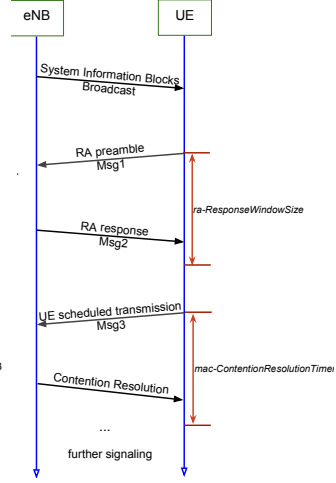 eNB
UE
System Information Blocks
Broadcast
RA preamble
Msg1
ra-ResponseWindowSize
RA response
Msg2
UE scheduled transmission
Msg3
mac-ContentionResolutionTimer
Contention Resolution
...
further signaling